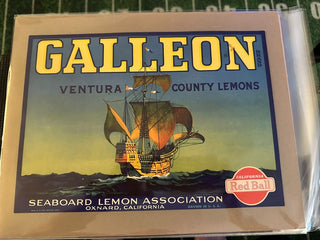 GALLEON
VENTURA COUNTY LEMONS
CALIFORNIA
Red Ball
SEABOARD LEMON ASSOCIATION
OXNARD, CALIFORNIA